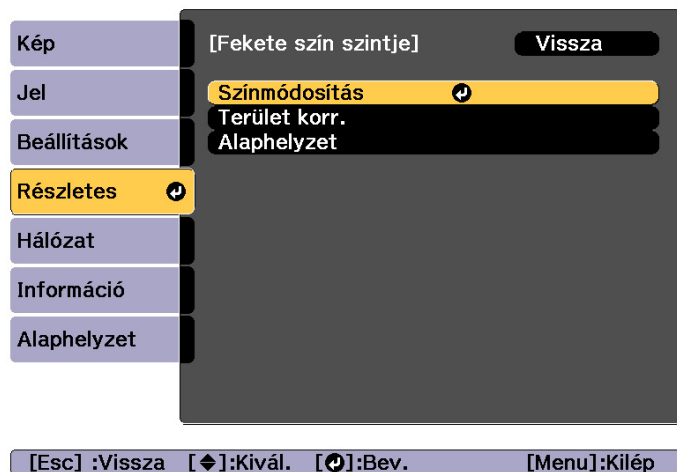 Kép
Jel
Beállítások
Részletes
Hálózat
Információ
Alaphelyzet
[Fekete szín szintje] Vissza
Színmódosítás
Terület korr.
Alaphelyzet
[Esc] :Vissza [◆]:Kivál. [↵]:Bev. [Menu]:Kilép